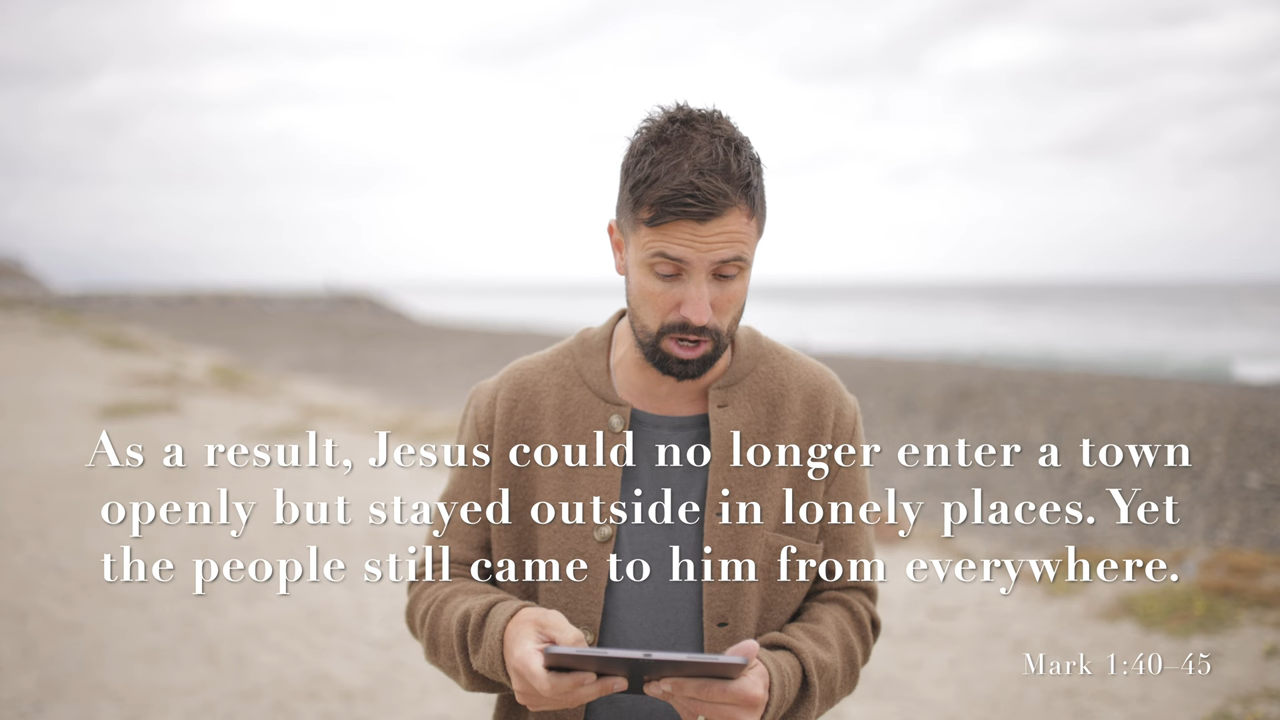 As a result, Jesus could no longer enter a town
openly but stayed outside in lonely places. Yet
the people still came to him from everywhere.
Mark 1:40–45